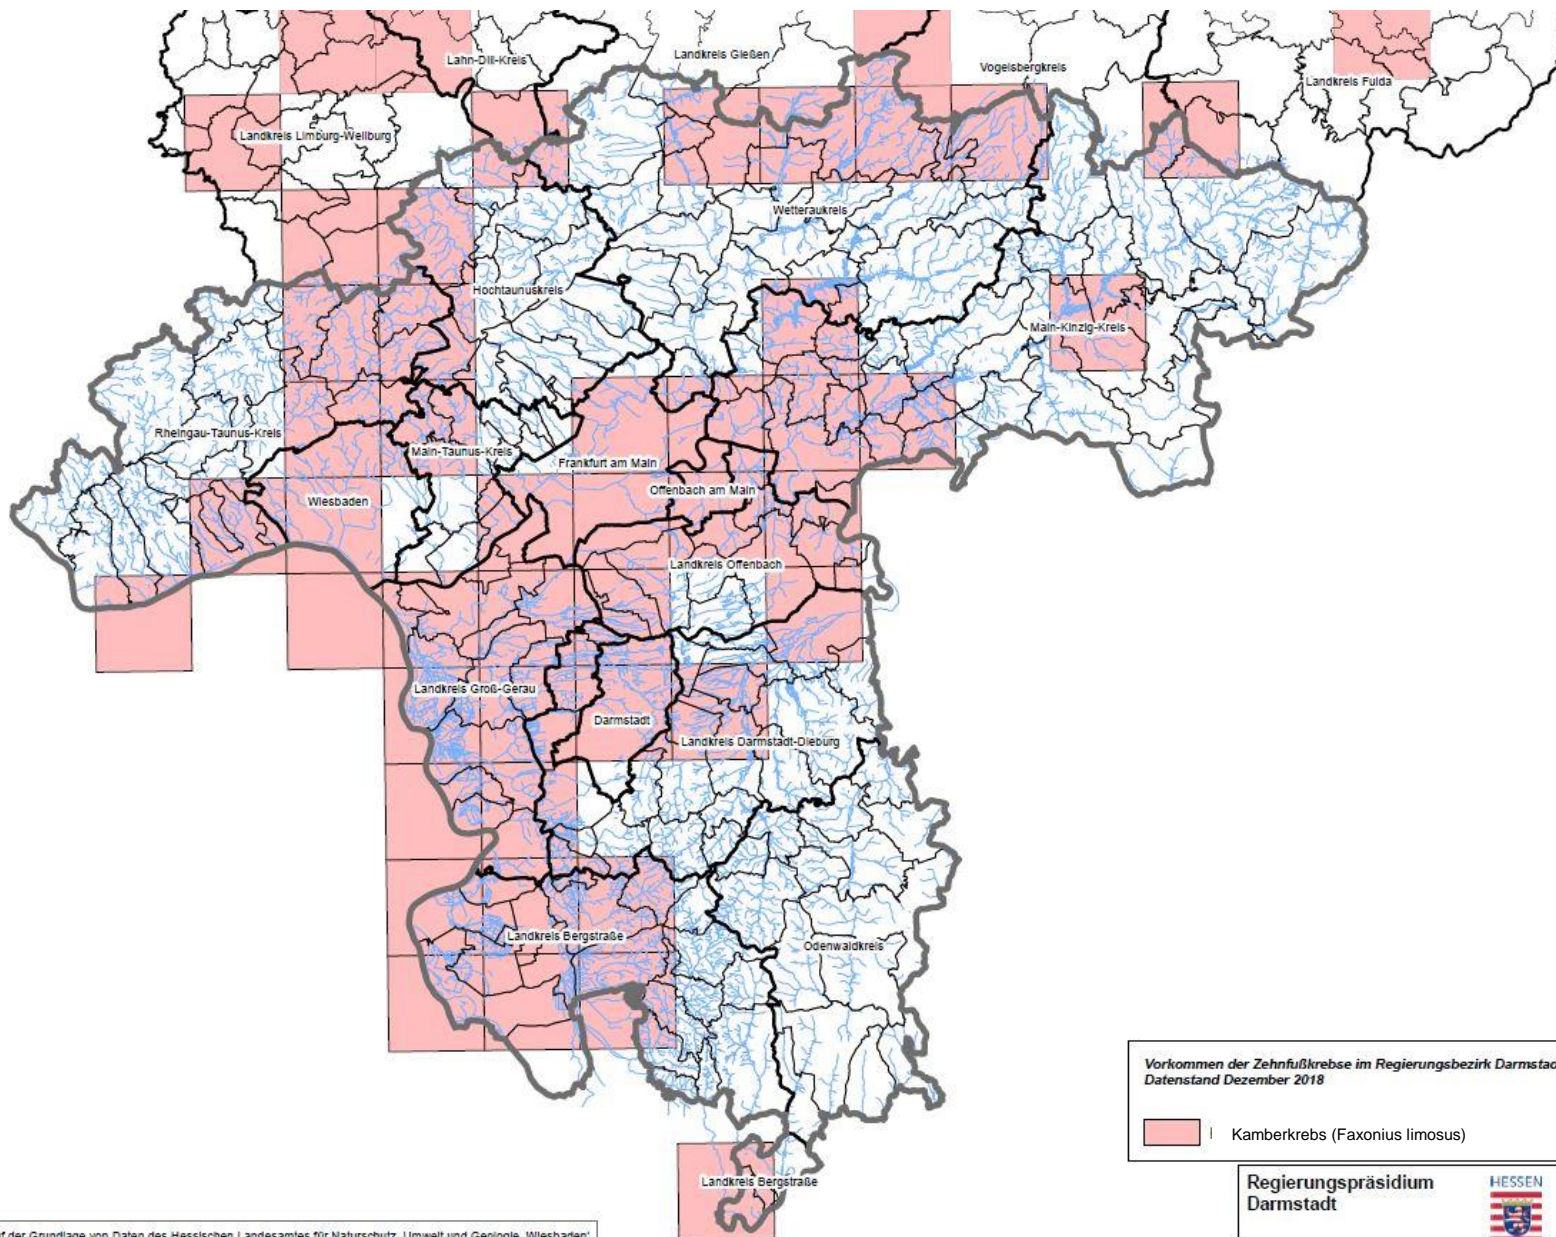 Lahn-Dill-Kreis
Landkreis Gießen
Vogelsbergkreis
Landkreis Fulda
Landkreis Limburg-Weilburg
Wetteraukreis
Hochtaunuskreis
Main-Kinzig-Kreis
Rheingau-Taunus-Kreis
Main-Taunus-Kreis
Frankfurt am Main
Wiesbaden
Offenbach am Main
Landkreis Offenbach
Landkreis Groß-Gerau
Darmstadt
Landkreis Darmstadt-Dieburg
Landkreis Bergstraße
Odenwaldkreis
Landkreis Bergstraße
Vorkommen der Zehnfußkrebse im Regierungsbezirk Darmstad
Datenstand Dezember 2018
Kamberkrebs (Faxonius limosus)
Regierungspräsidium
Darmstadt
HESSEN
f der Grundlage von Daten des Hessischen Landesamtes für Naturschutz, Umwelt und Geologie, Wiesbaden'